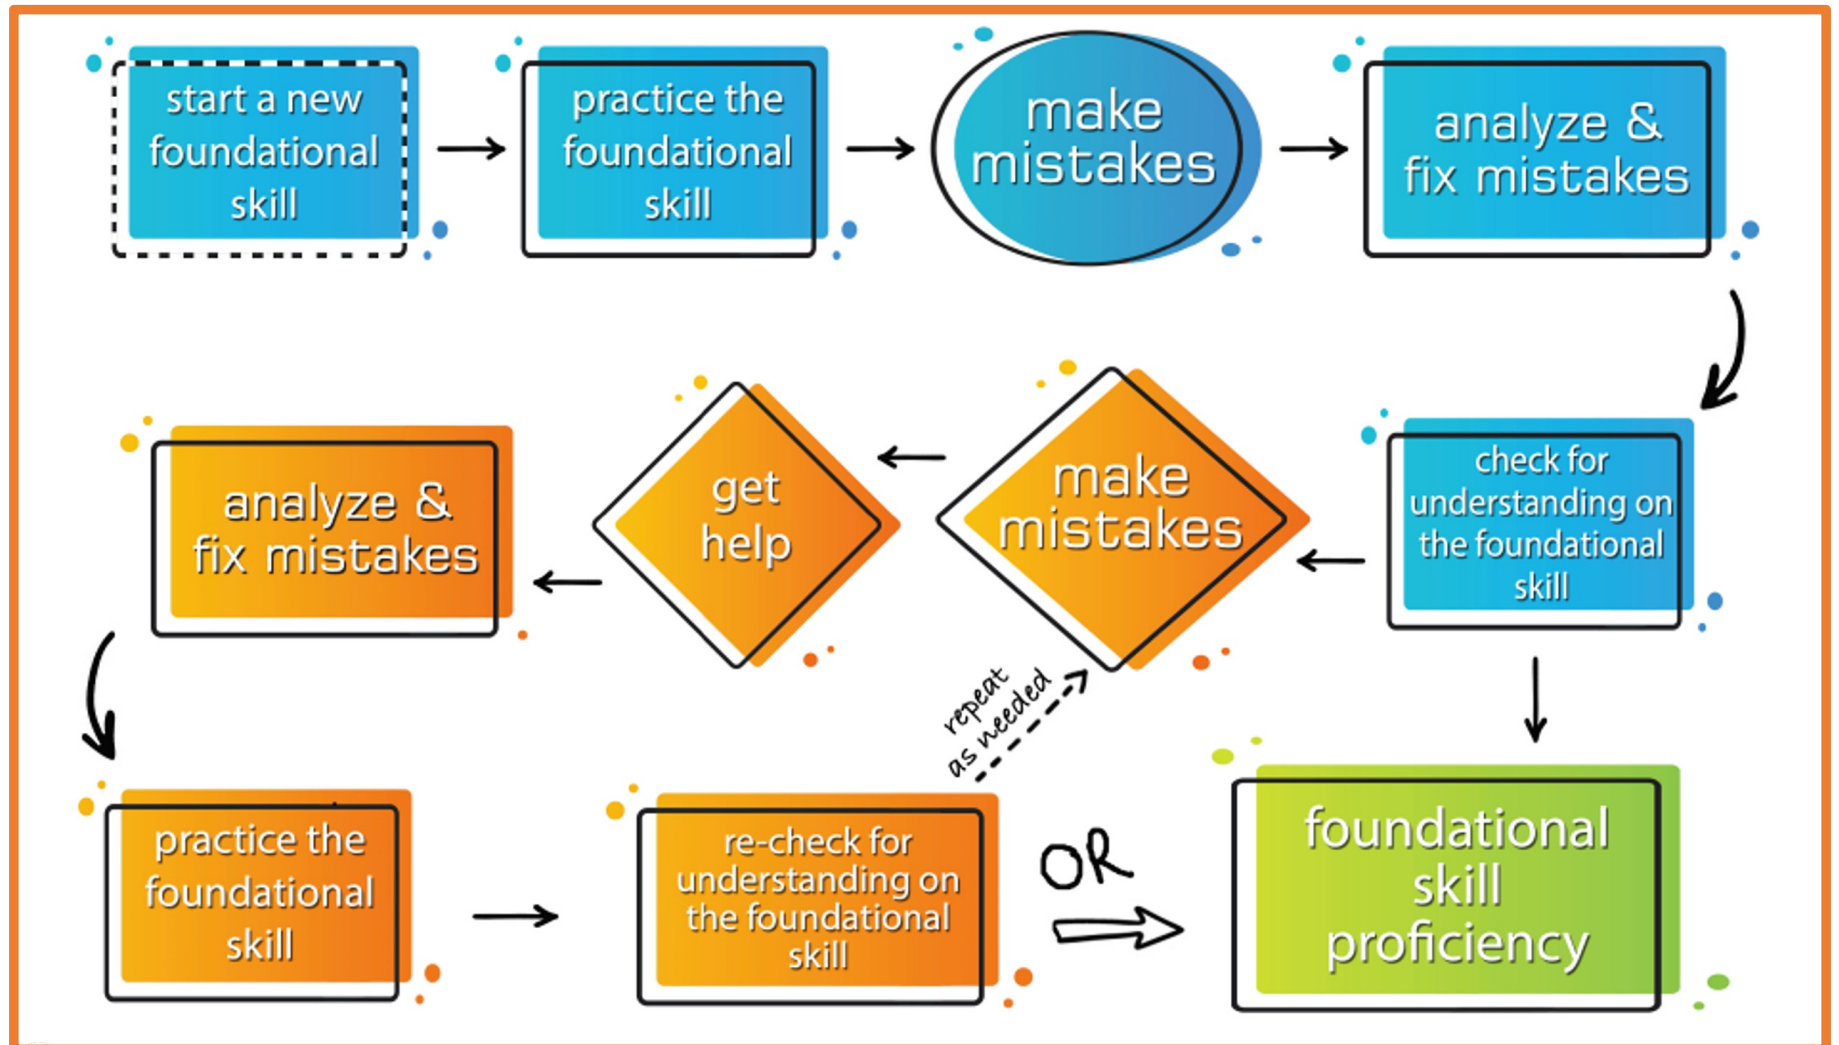 start a new
foundational
skill
practice the
foundational
skill
make
mistakes
analyze &
fix mistakes
check for
understanding on
the foundational
skill
make
mistakes
get
help
analyze &
fix mistakes
practice the
foundational
skill
re-check for
understanding on
the foundational
skill
repeat
as needed
OR
foundational
skill
proficiency